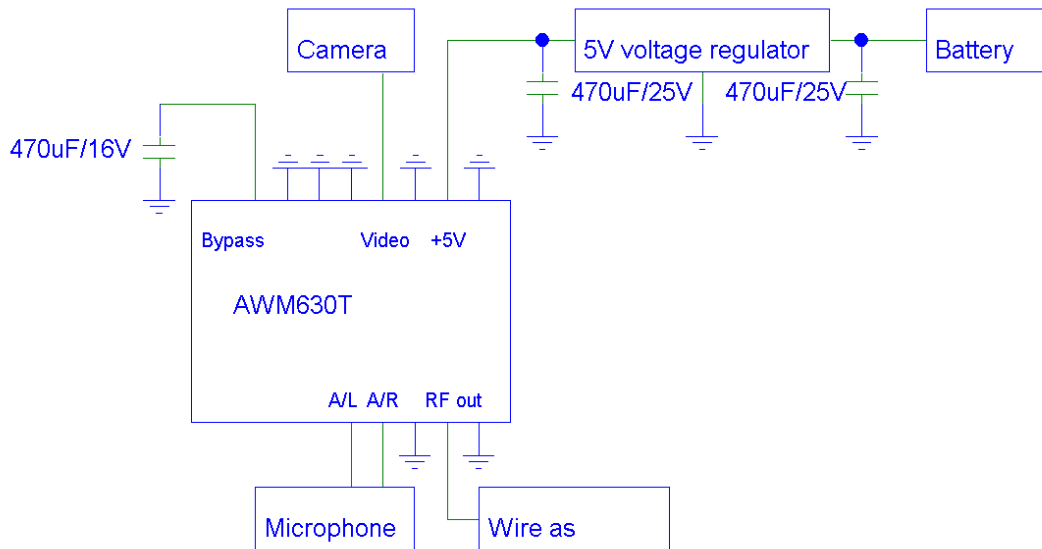 Camera
5V voltage regulator
Battery
470uF/25V
470uF/25V
470uF/16V
Bypass
Video
+5V
AWM630T
A/L
A/R
RF out
Microphone
Wire as